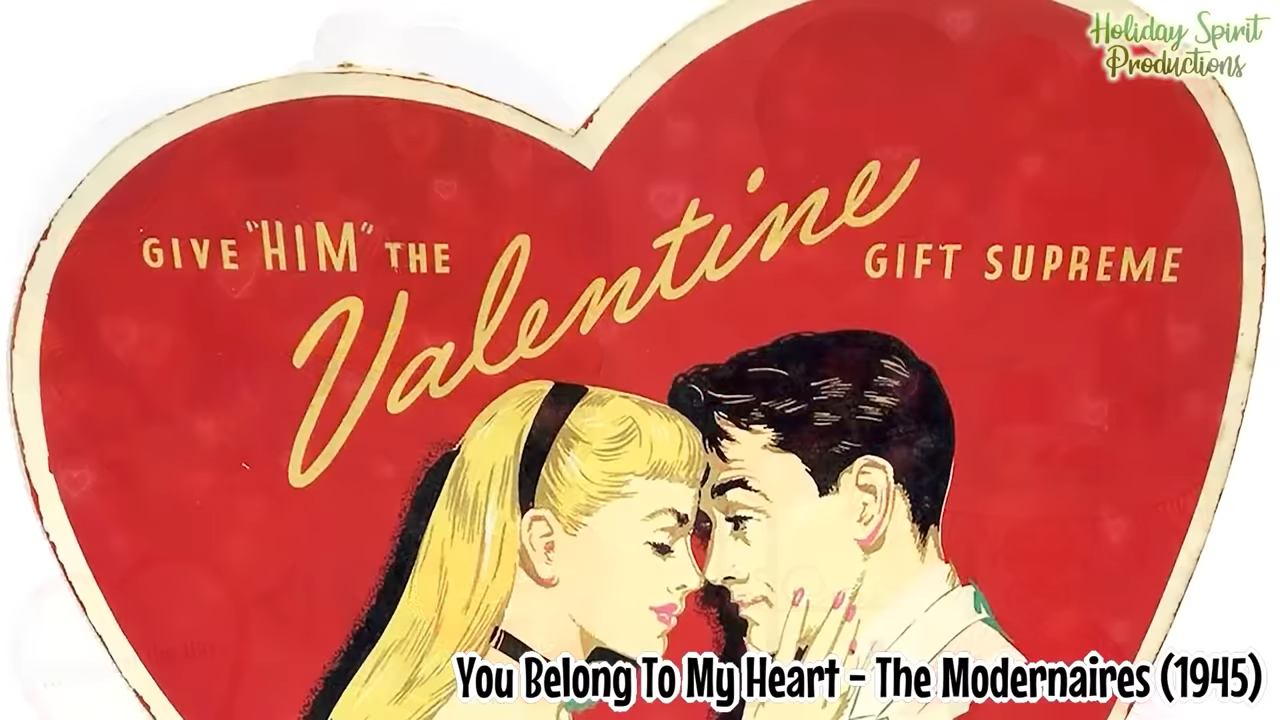 Holiday Spirit
Productions
GIVE "HIM" THE
Valentine
GIFT SUPREME
You Belong To My Heart - The Modernaires (1945)